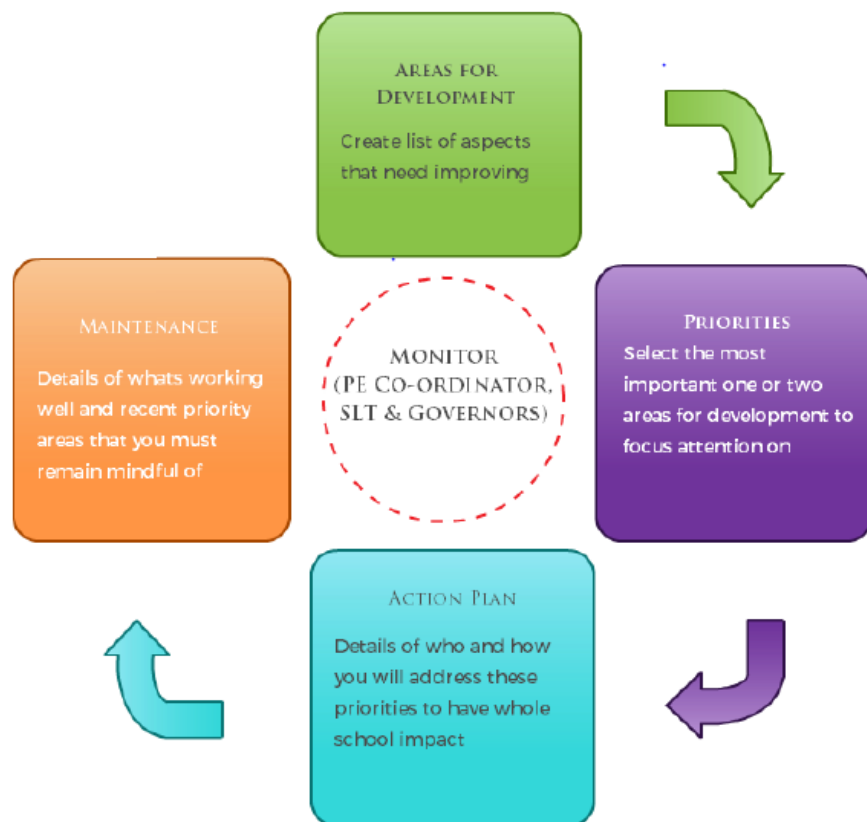 AREAS FOR
DEVELOPMENT
Create list of aspects
that need improving
PRIORITIES
Select the most
important one or two
areas for development to
focus attention on
ACTION PLAN
Details of who and how
you will address these
priorities to have whole
school impact
MAINTENANCE
Details of whats working
well and recent priority
areas that you must
remain mindful of
MONITOR
(PE CO-ORDINATOR,
SLT & GOVERNORS)